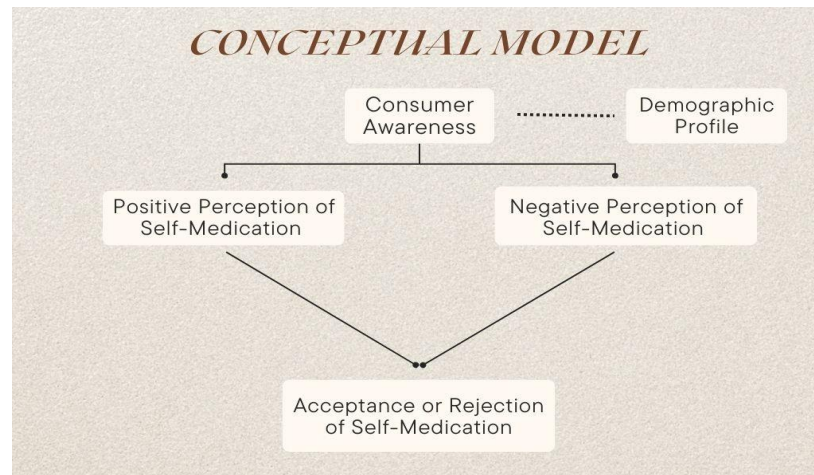 CONCEPTUAL MODEL
Consumer
Awareness
Demographic
Profile
Positive Perception of
Self-Medication
Negative Perception of
Self-Medication
Acceptance or Rejection
of Self-Medication